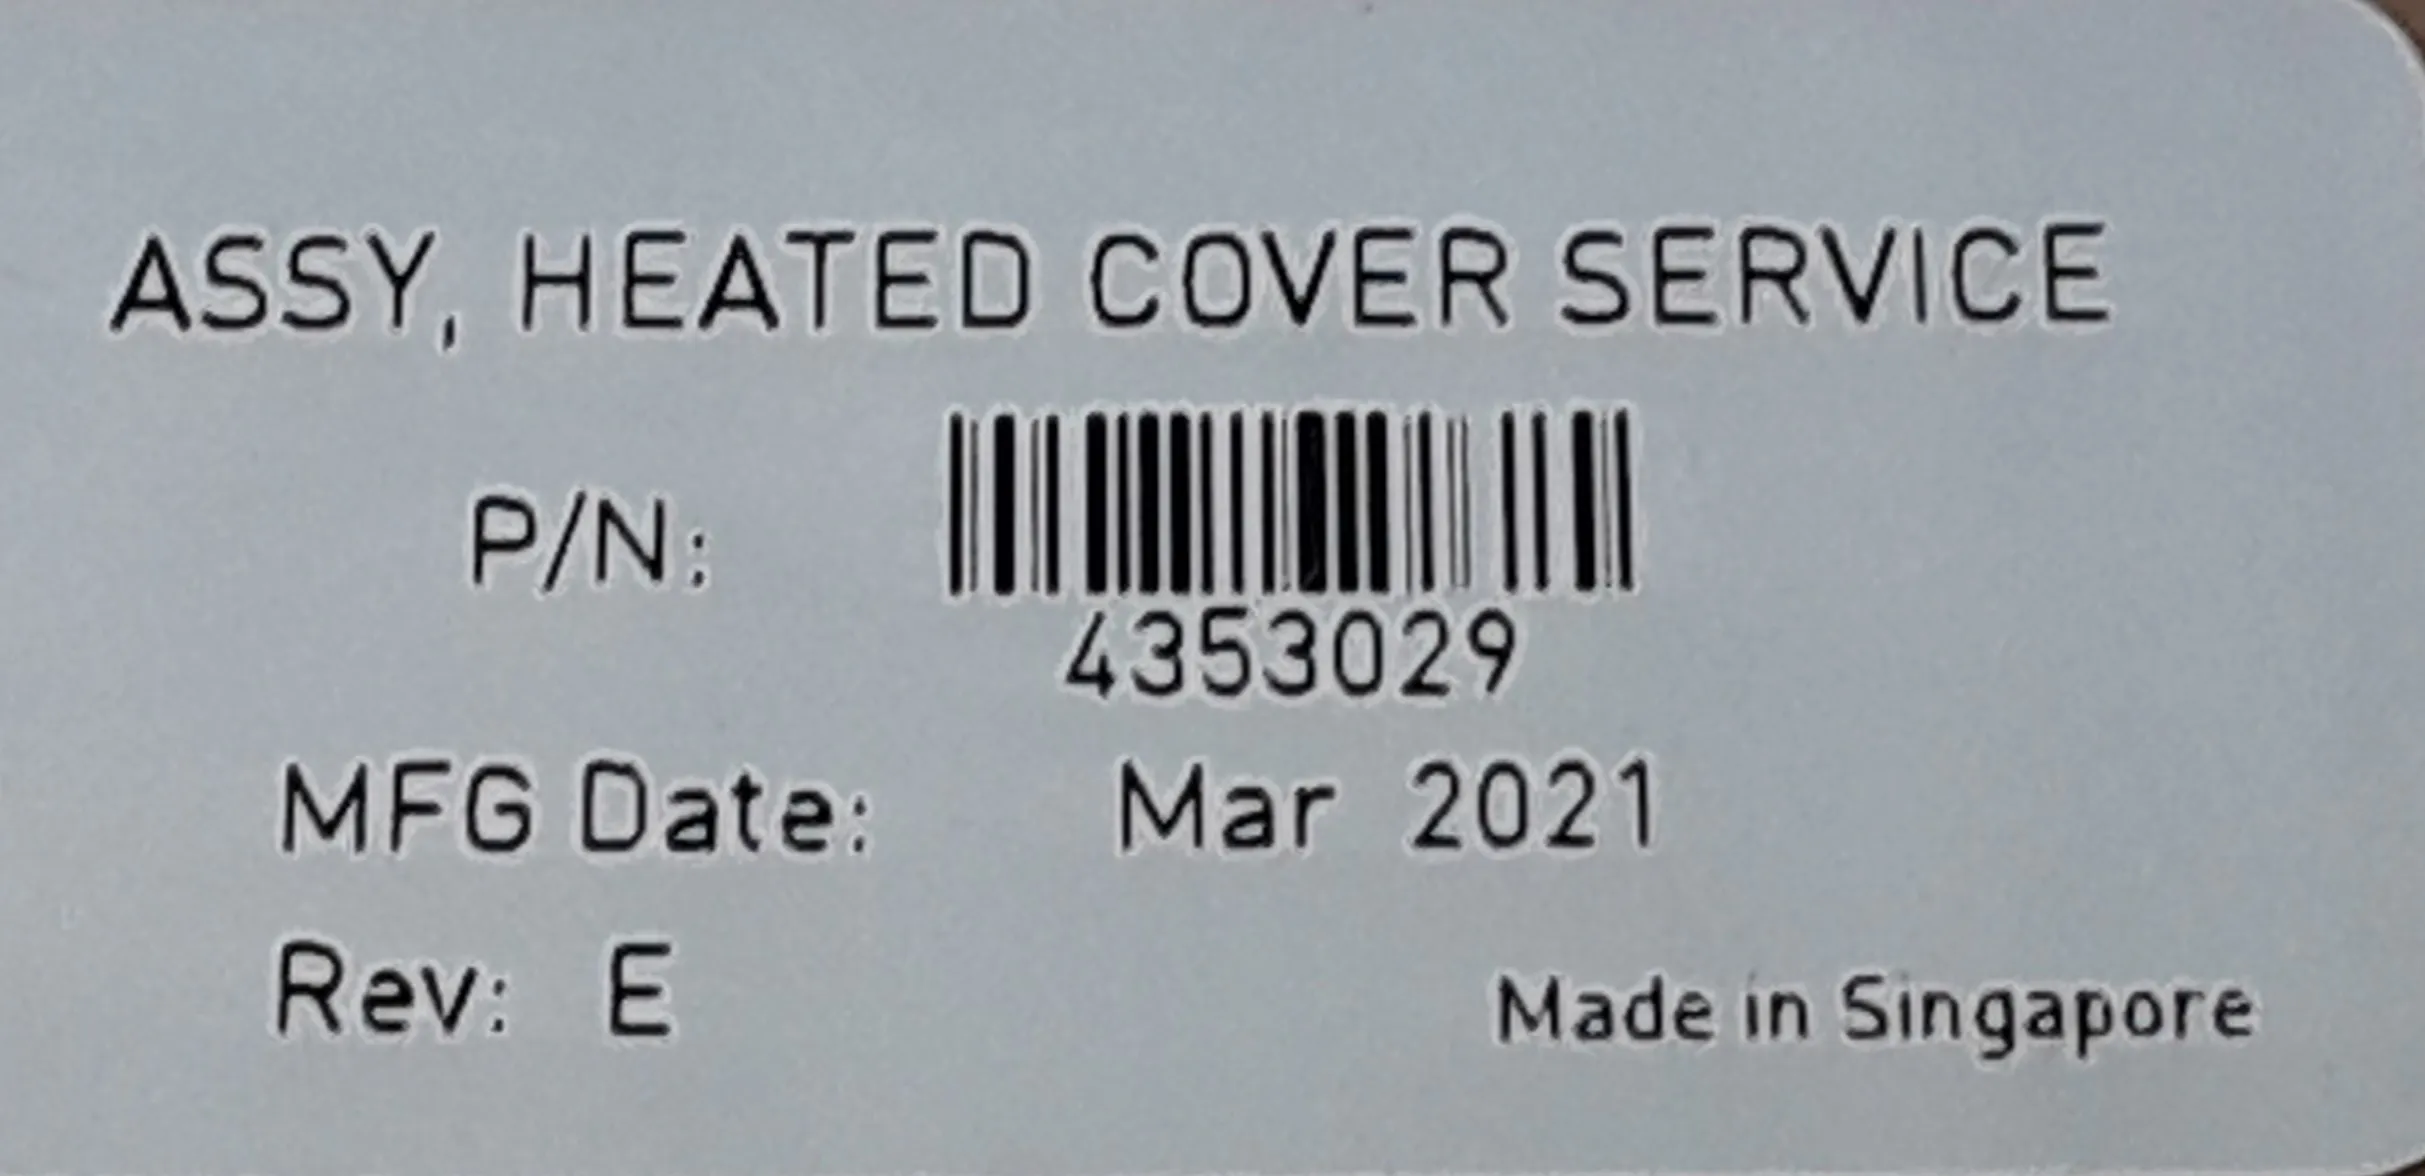 ASSY, HEATED COVER SERVICE
P/N:
4353029
MFG Date: Mar 2021
Rev: E
Made in Singapore